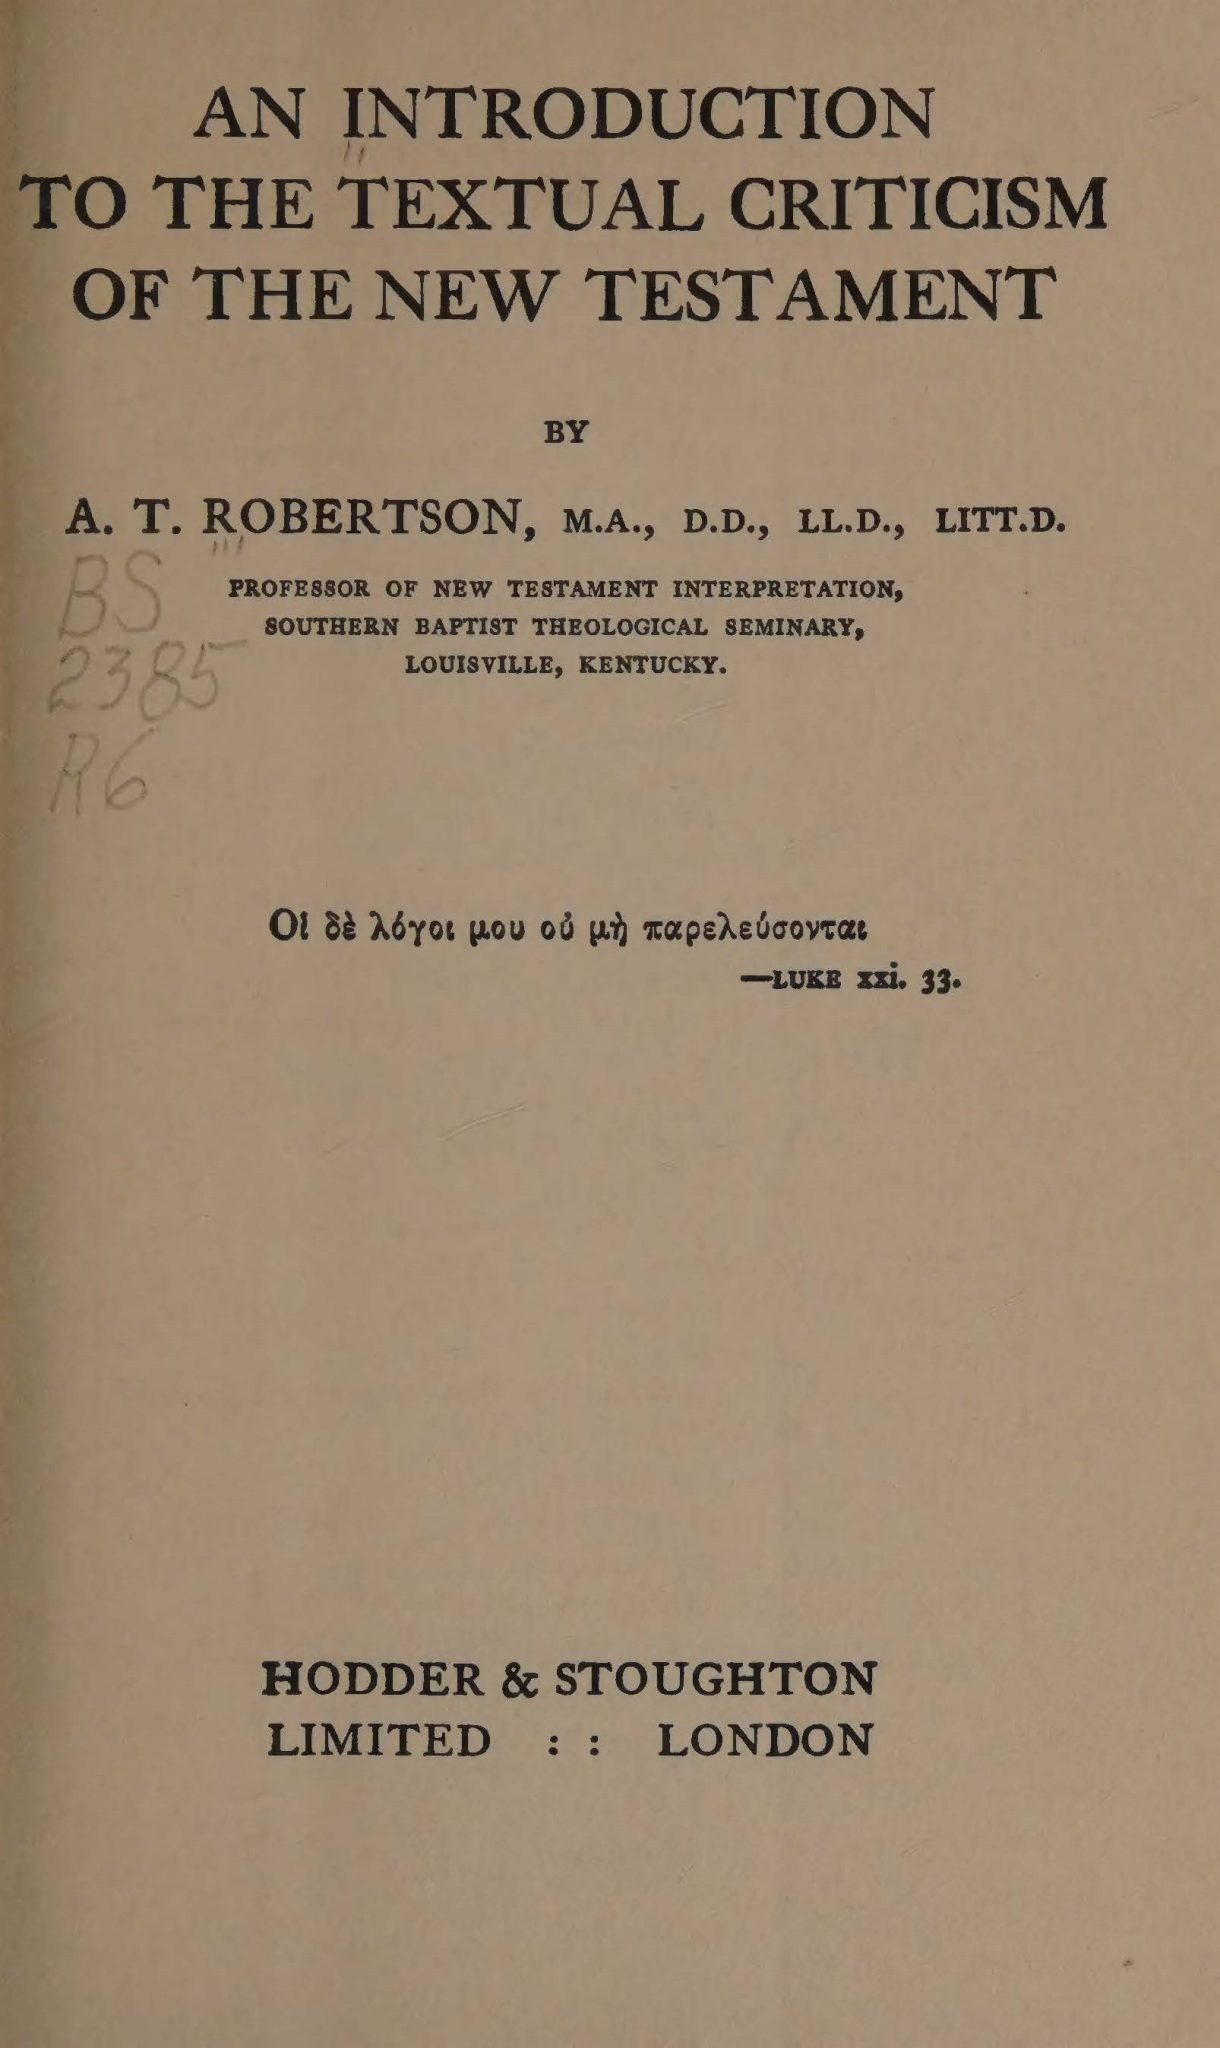 AN INTRODUCTION
TO THE TEXTUAL CRITICISM
OF THE NEW TESTAMENT
BY
A. T. ROBERTSON, M.A., D.D., LL.D., LITT.D.
PROFESSOR OF NEW TESTAMENT INTERPRETATION,
SOUTHERN BAPTIST THEOLOGICAL SEMINARY,
LOUISVILLE, KENTUCKY.
BS
2385
R6
Οἱ δὲ λόγοι μου οὐ μὴ παρελεύσονται
—LUKE xxi. 33.
HODDER & STOUGHTON
LIMITED : : LONDON